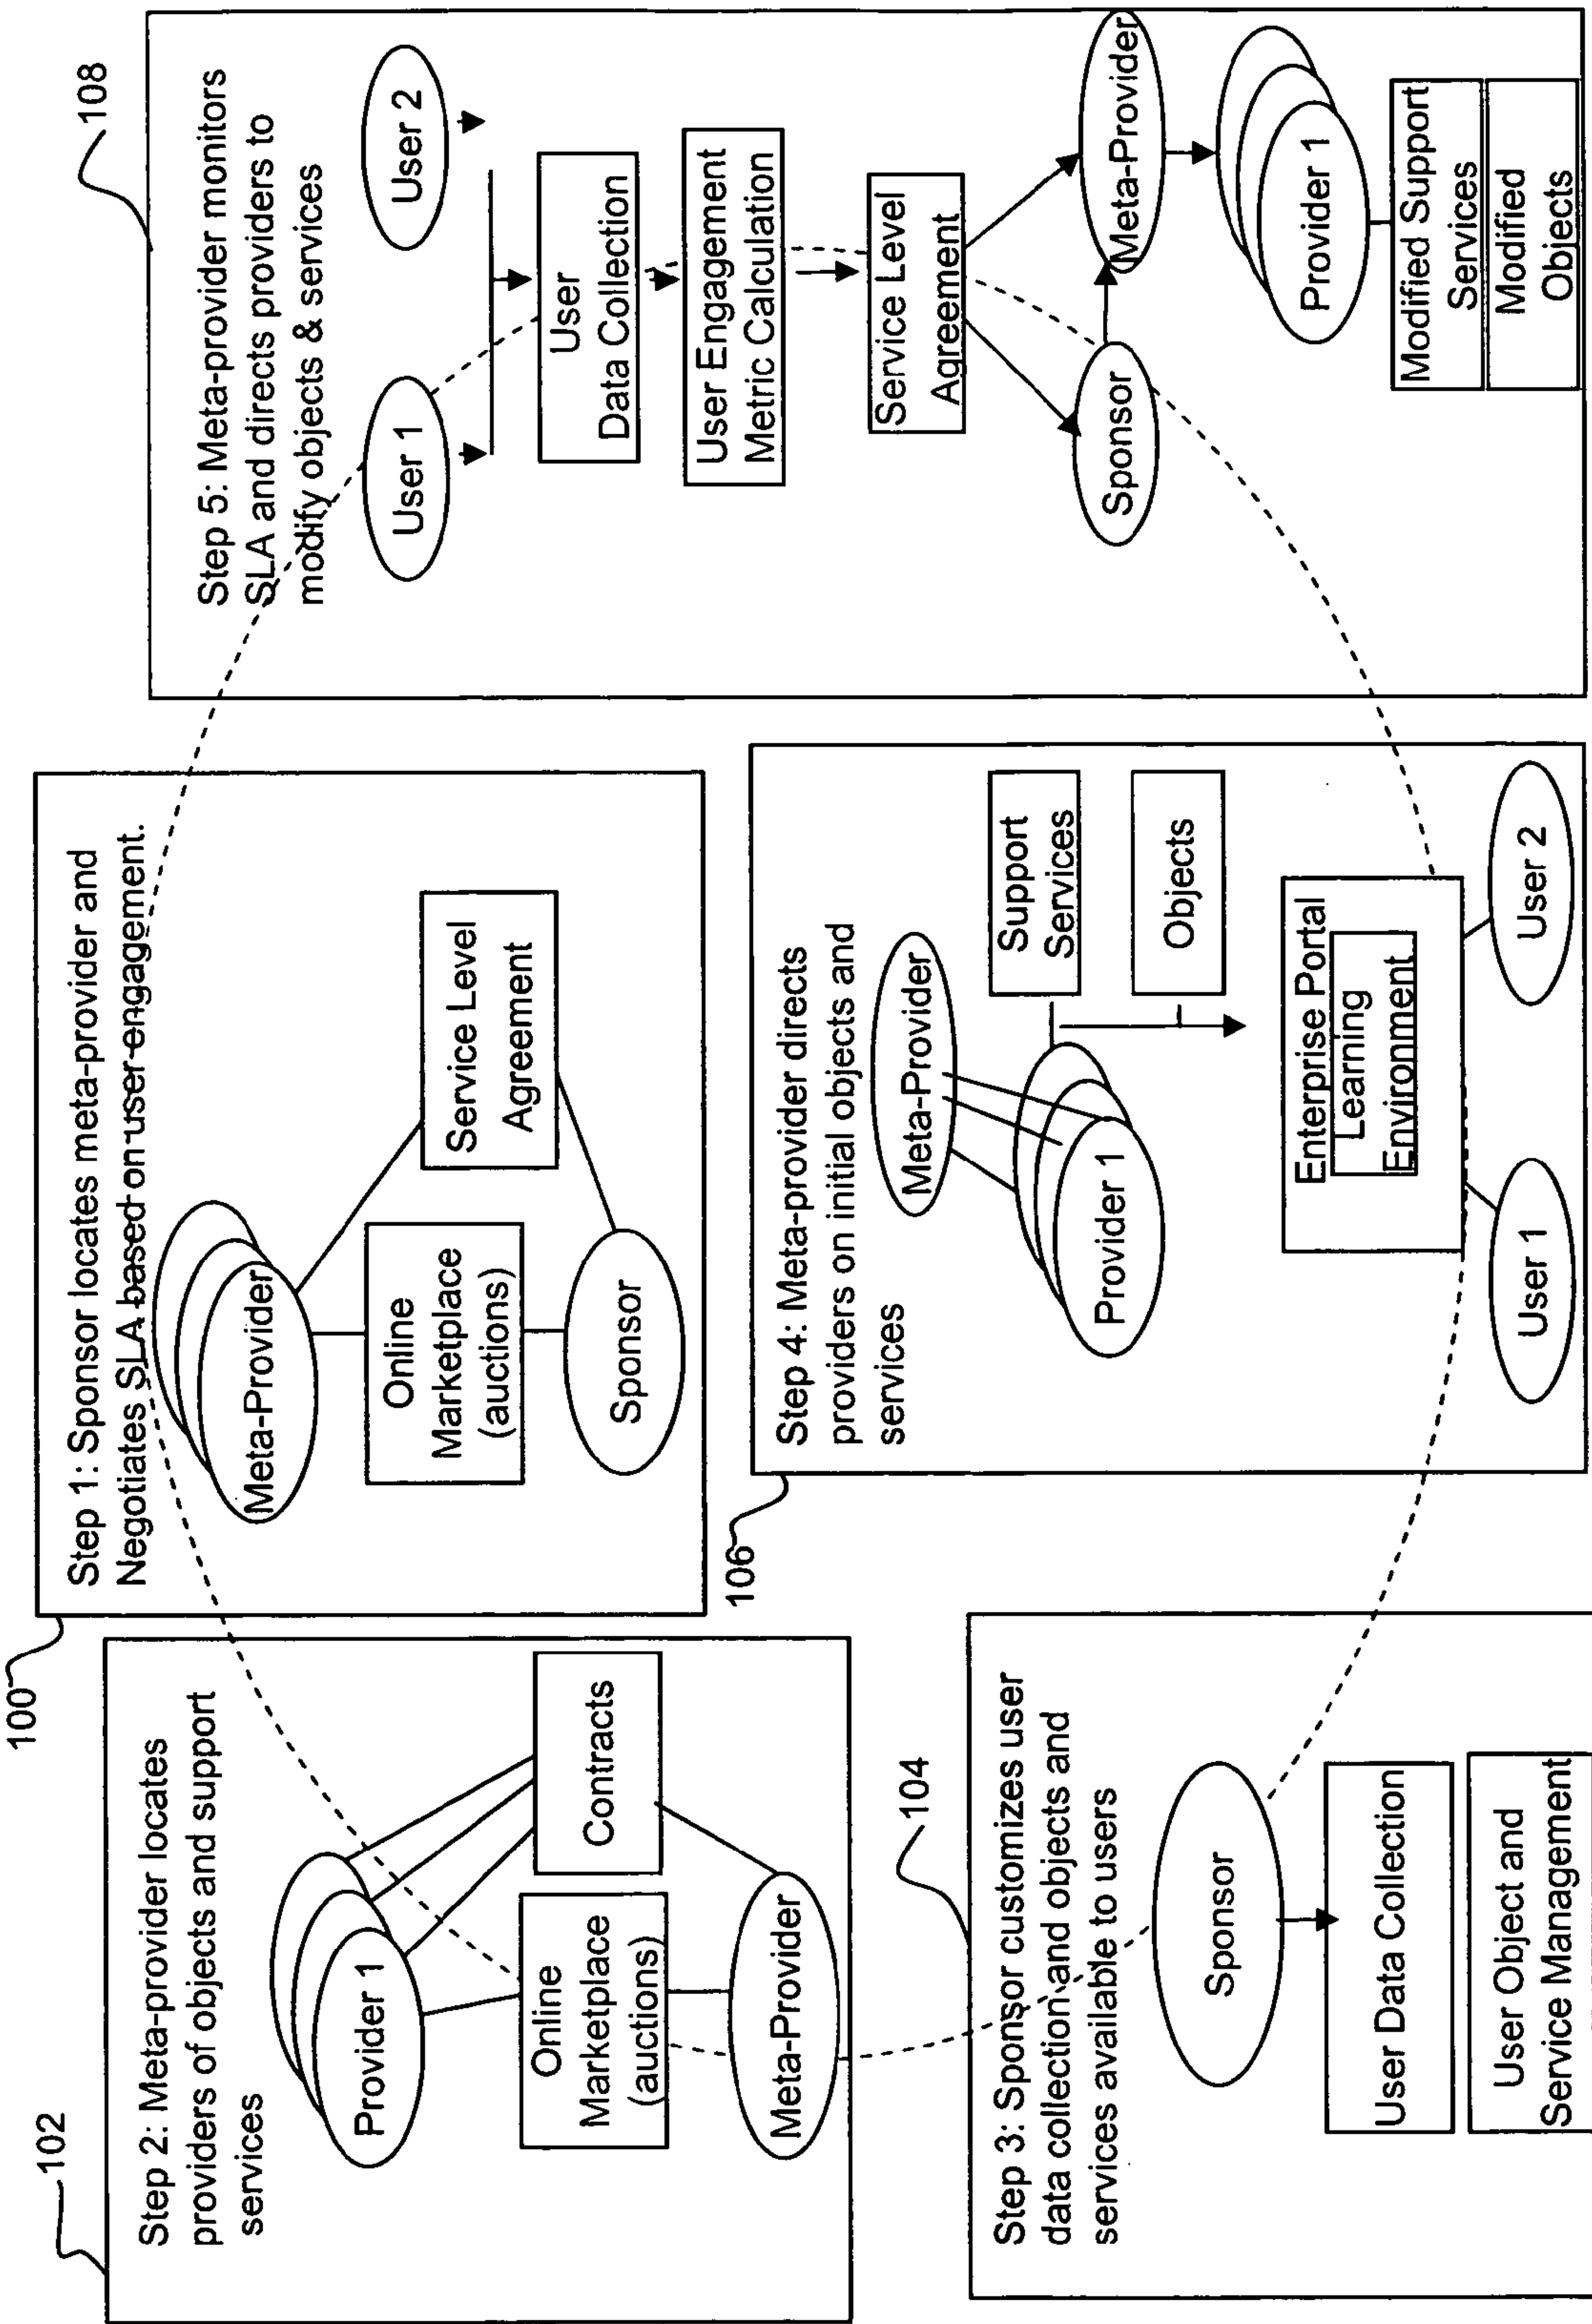 100
Step 1: Sponsor locates meta-provider and
Negotiates SLA based on user engagement.
Meta-Provider
Online
Marketplace
(auctions)
Service Level
Agreement
Sponsor
102
Step 2: Meta-provider locates
providers of objects and support
services
Provider 1
Online
Marketplace
(auctions)
Contracts
Meta-Provider
104
Step 3: Sponsor customizes user
data collection and objects and
services available to users
Sponsor
User Data Collection
User Object and
Service Management
106
Step 4: Meta-provider directs
providers on initial objects and
services
Meta-Provider
Provider 1
Support
Services
Objects
Enterprise Portal
Learning
Environment
User 1
User 2
108
Step 5: Meta-provider monitors
SLA and directs providers to
modify objects & services
User 1
User 2
User
Data Collection
User Engagement
Metric Calculation
Service Level
Agreement
Sponsor
Meta-Provider
Provider 1
Modified Support
Services
Modified
Objects